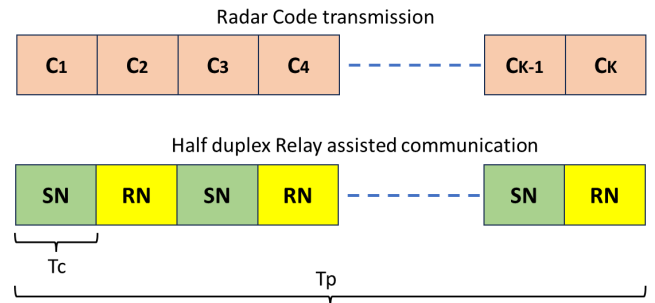 Radar Code transmission
C1 C2 C3 C4 CK-1 CK
Half duplex Relay assisted communication
SN RN SN RN SN RN
Tc
Tp